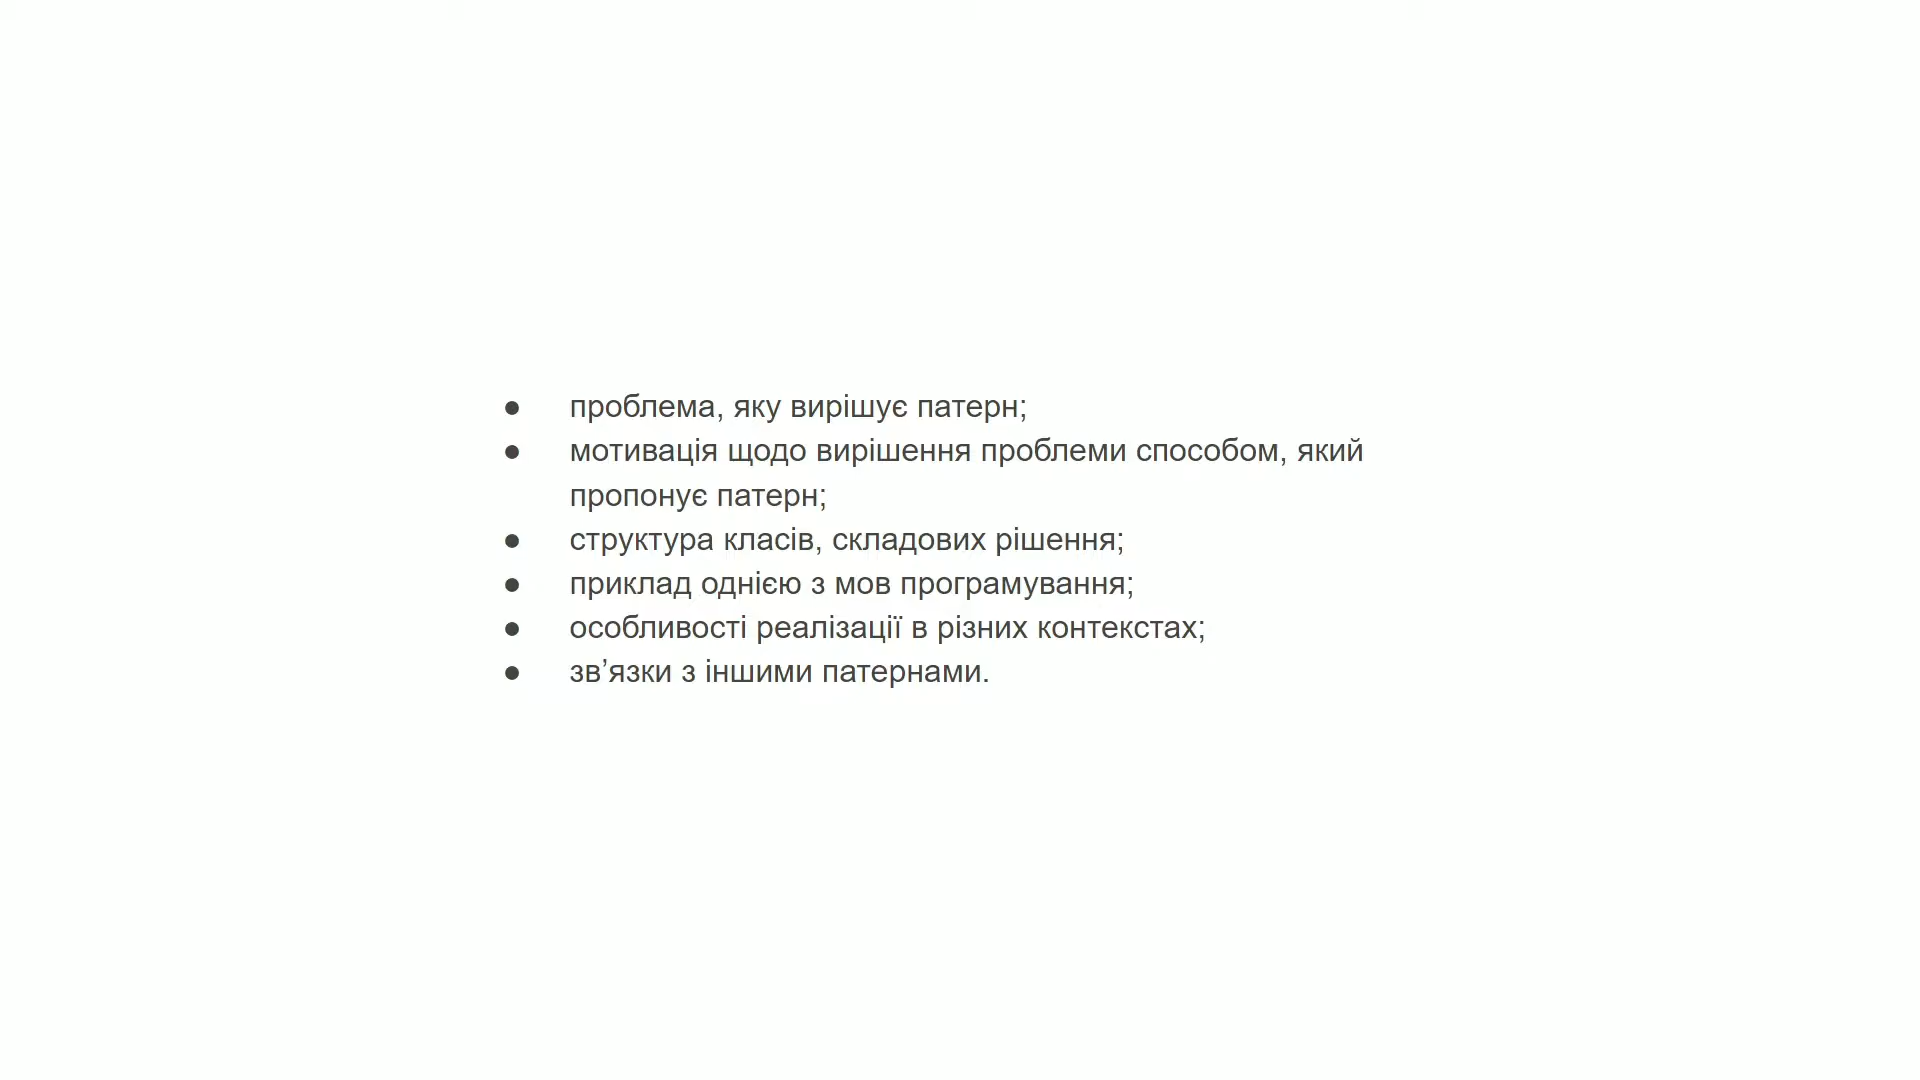 ● проблема, яку вирішує патерн;
● мотивація щодо вирішення проблеми способом, який
пропонує патерн;
● структура класів, складових рішення;
● приклад однією з мов програмування;
● особливості реалізації в різних контекстах;
● зв’язки з іншими патернами.